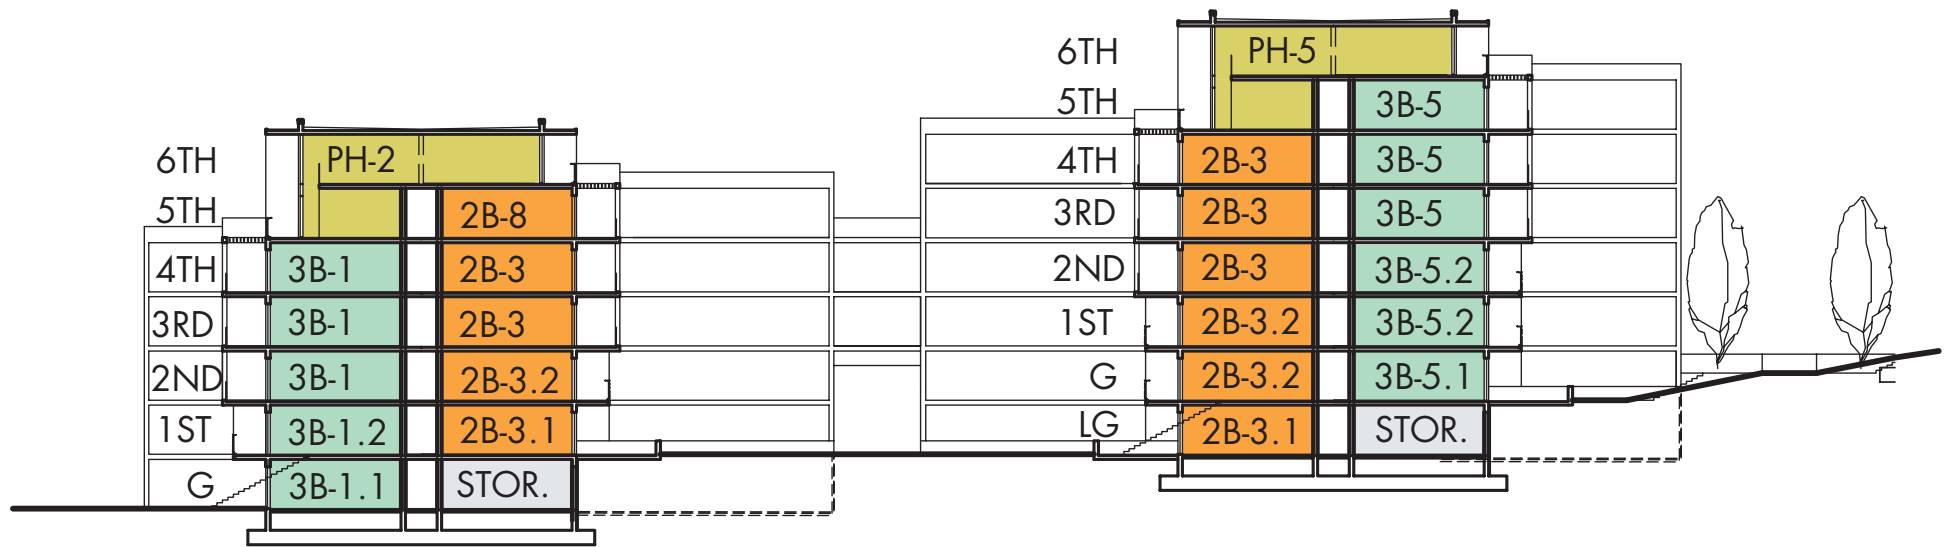 6TH PH-2
5TH 2B-8
4TH 3B-1 2B-3
3RD 3B-1 2B-3
2ND 3B-1 2B-3.2
1ST 3B-1.2 2B-3.1
G 3B-1.1 STOR.
6TH PH-5
5TH 3B-5
4TH 2B-3 3B-5
3RD 2B-3 3B-5
2ND 2B-3 3B-5.2
1ST 2B-3.2 3B-5.2
G 2B-3.2 3B-5.1
LG 2B-3.1 STOR.